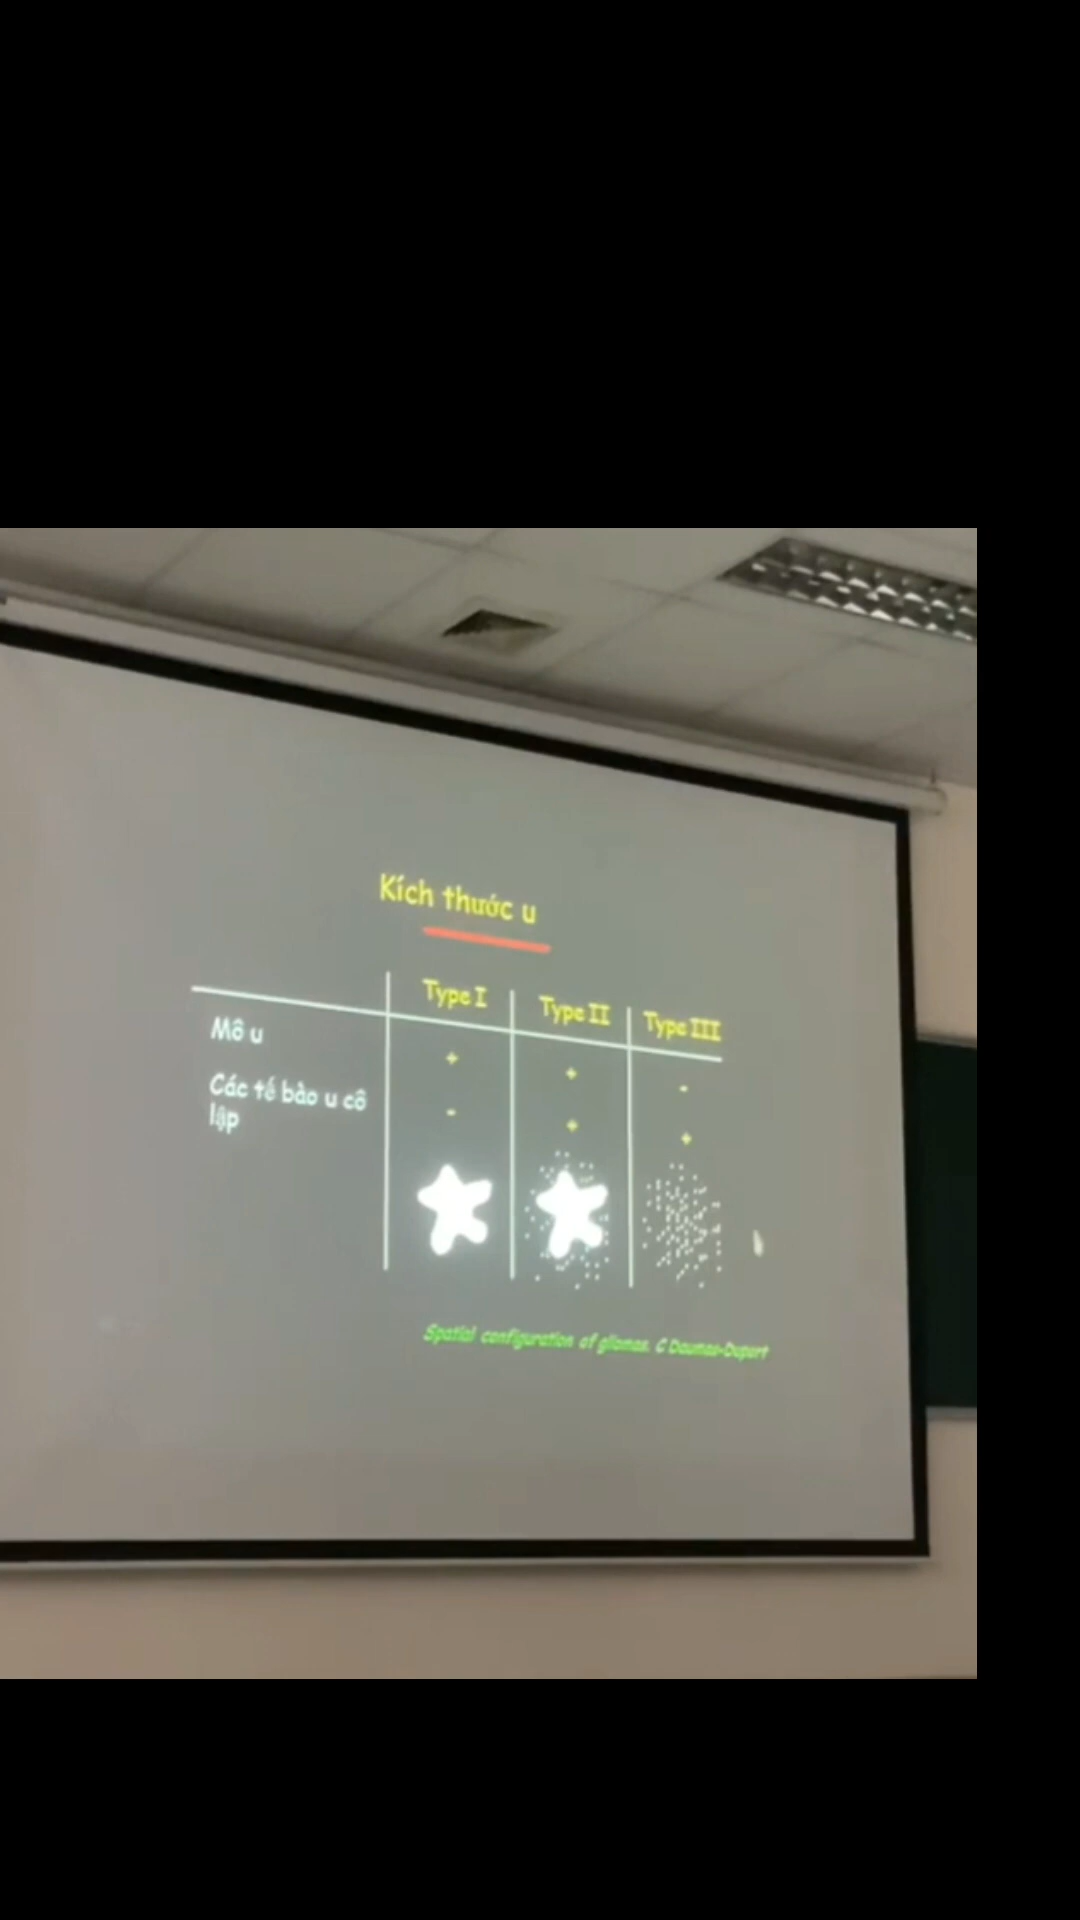 Kích thước u
Type I Type II Type III
Mô u + + -
Các tế bào u cô - + +
lập
Spatial configuration of gliomas. C Daumas-Duport